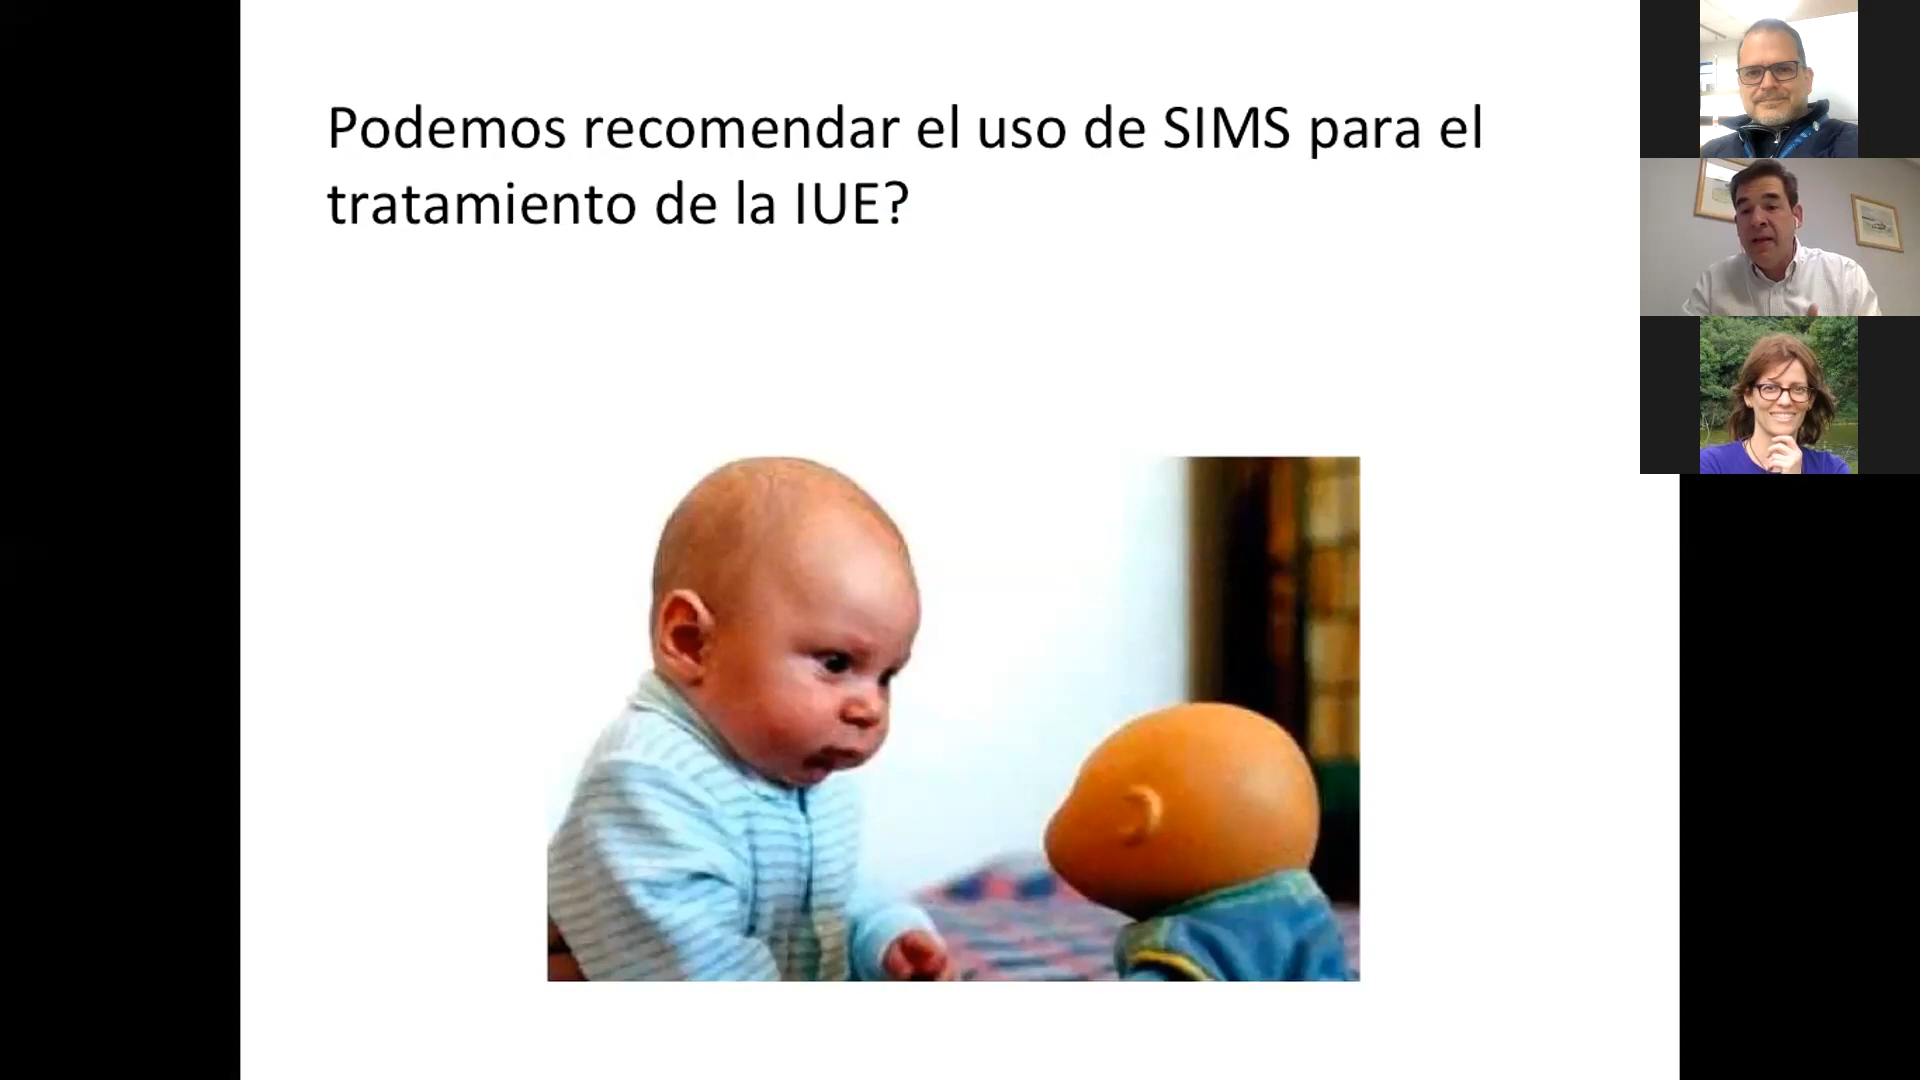 Podemos recomendar el uso de SIMS para el
tratamiento de la IUE?